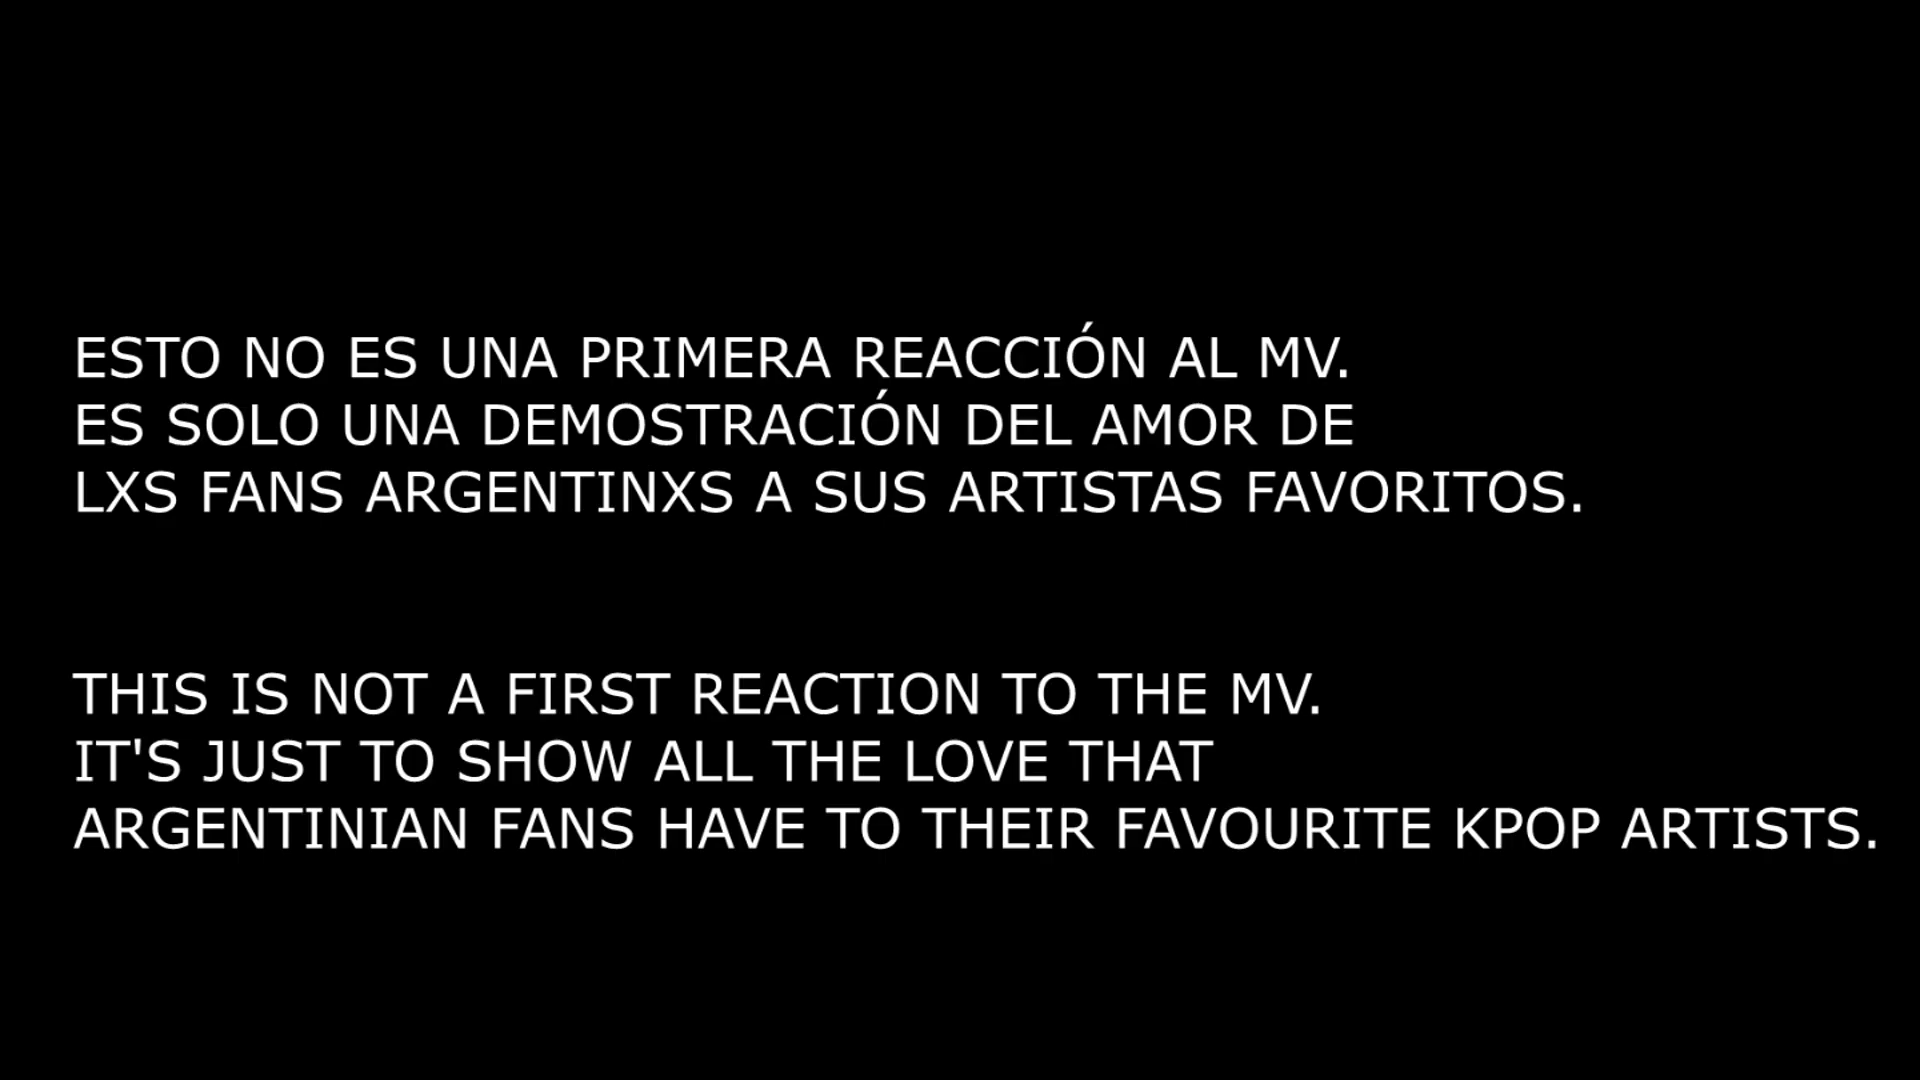 ESTO NO ES UNA PRIMERA REACCIÓN AL MV.
ES SOLO UNA DEMOSTRACIÓN DEL AMOR DE
LXS FANS ARGENTINXS A SUS ARTISTAS FAVORITOS.
THIS IS NOT A FIRST REACTION TO THE MV.
IT'S JUST TO SHOW ALL THE LOVE THAT
ARGENTINIAN FANS HAVE TO THEIR FAVOURITE KPOP ARTISTS.